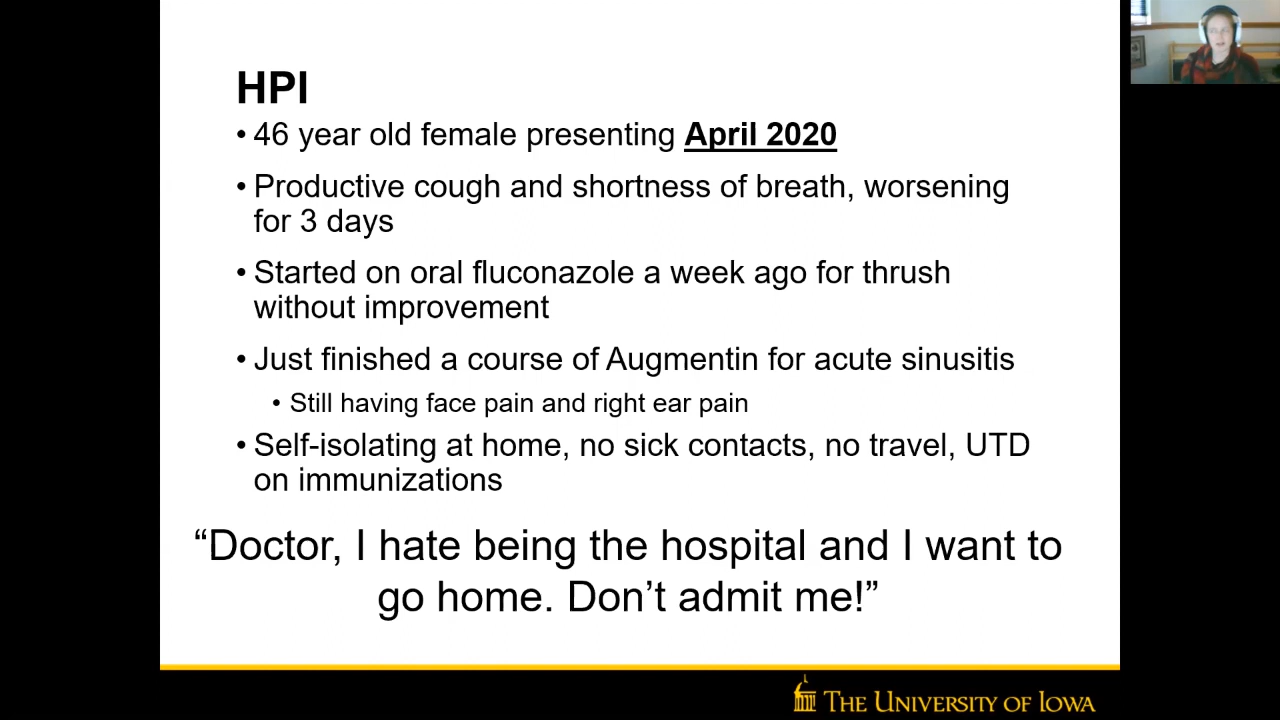 HPI
• 46 year old female presenting April 2020
• Productive cough and shortness of breath, worsening
for 3 days
• Started on oral fluconazole a week ago for thrush
without improvement
• Just finished a course of Augmentin for acute sinusitis
• Still having face pain and right ear pain
• Self-isolating at home, no sick contacts, no travel, UTD
on immunizations
“Doctor, I hate being the hospital and I want to
go home. Don’t admit me!”
THE UNIVERSITY OF IOWA